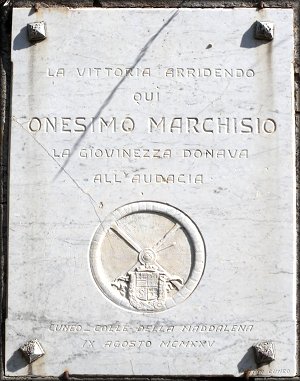 LA VITTORIA ARRIDENDO
QUI
ONESIMO MARCHISIO
LA GIOVINEZZA DONAVA
ALL'AUDACIA
CUNEO - COLLE - DELLA MADDALENA
IX AGOSTO MCMXXV